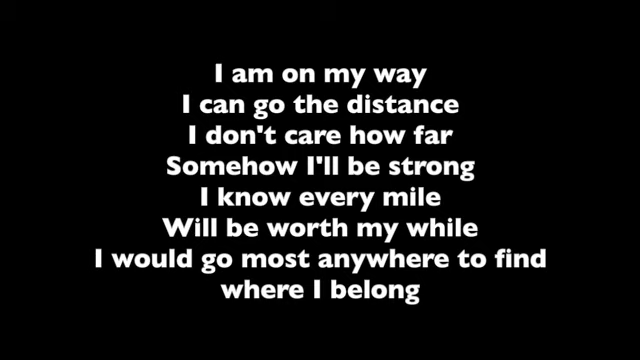 I am on my way
I can go the distance
I don't care how far
Somehow I'll be strong
I know every mile
Will be worth my while
I would go most anywhere to find
where I belong